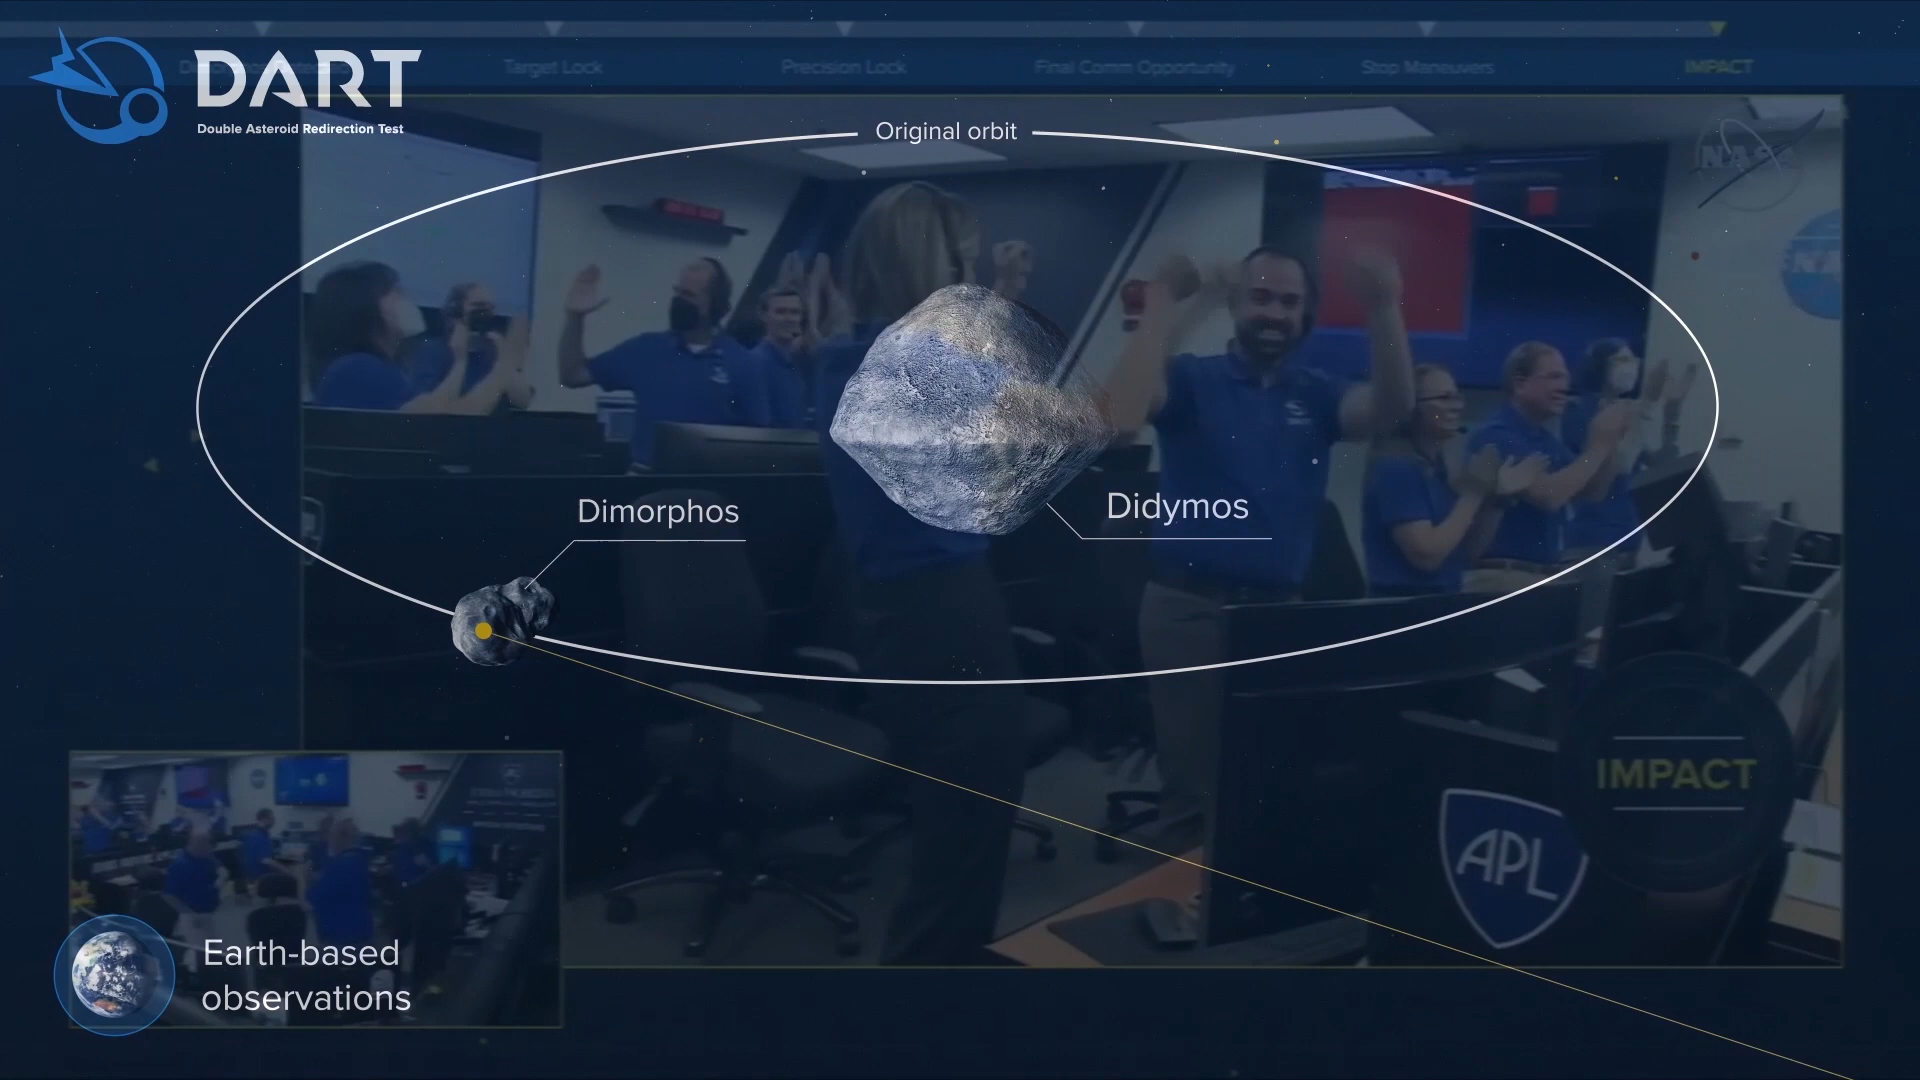 Target Lock
Precision Lock
Final Comm Opportunity
Stop Maneuvers
IMPACT
DART
Double Asteroid Redirection Test
Original orbit
NASA
Dimorphos
Didymos
IMPACT
APL
Earth-based
observations